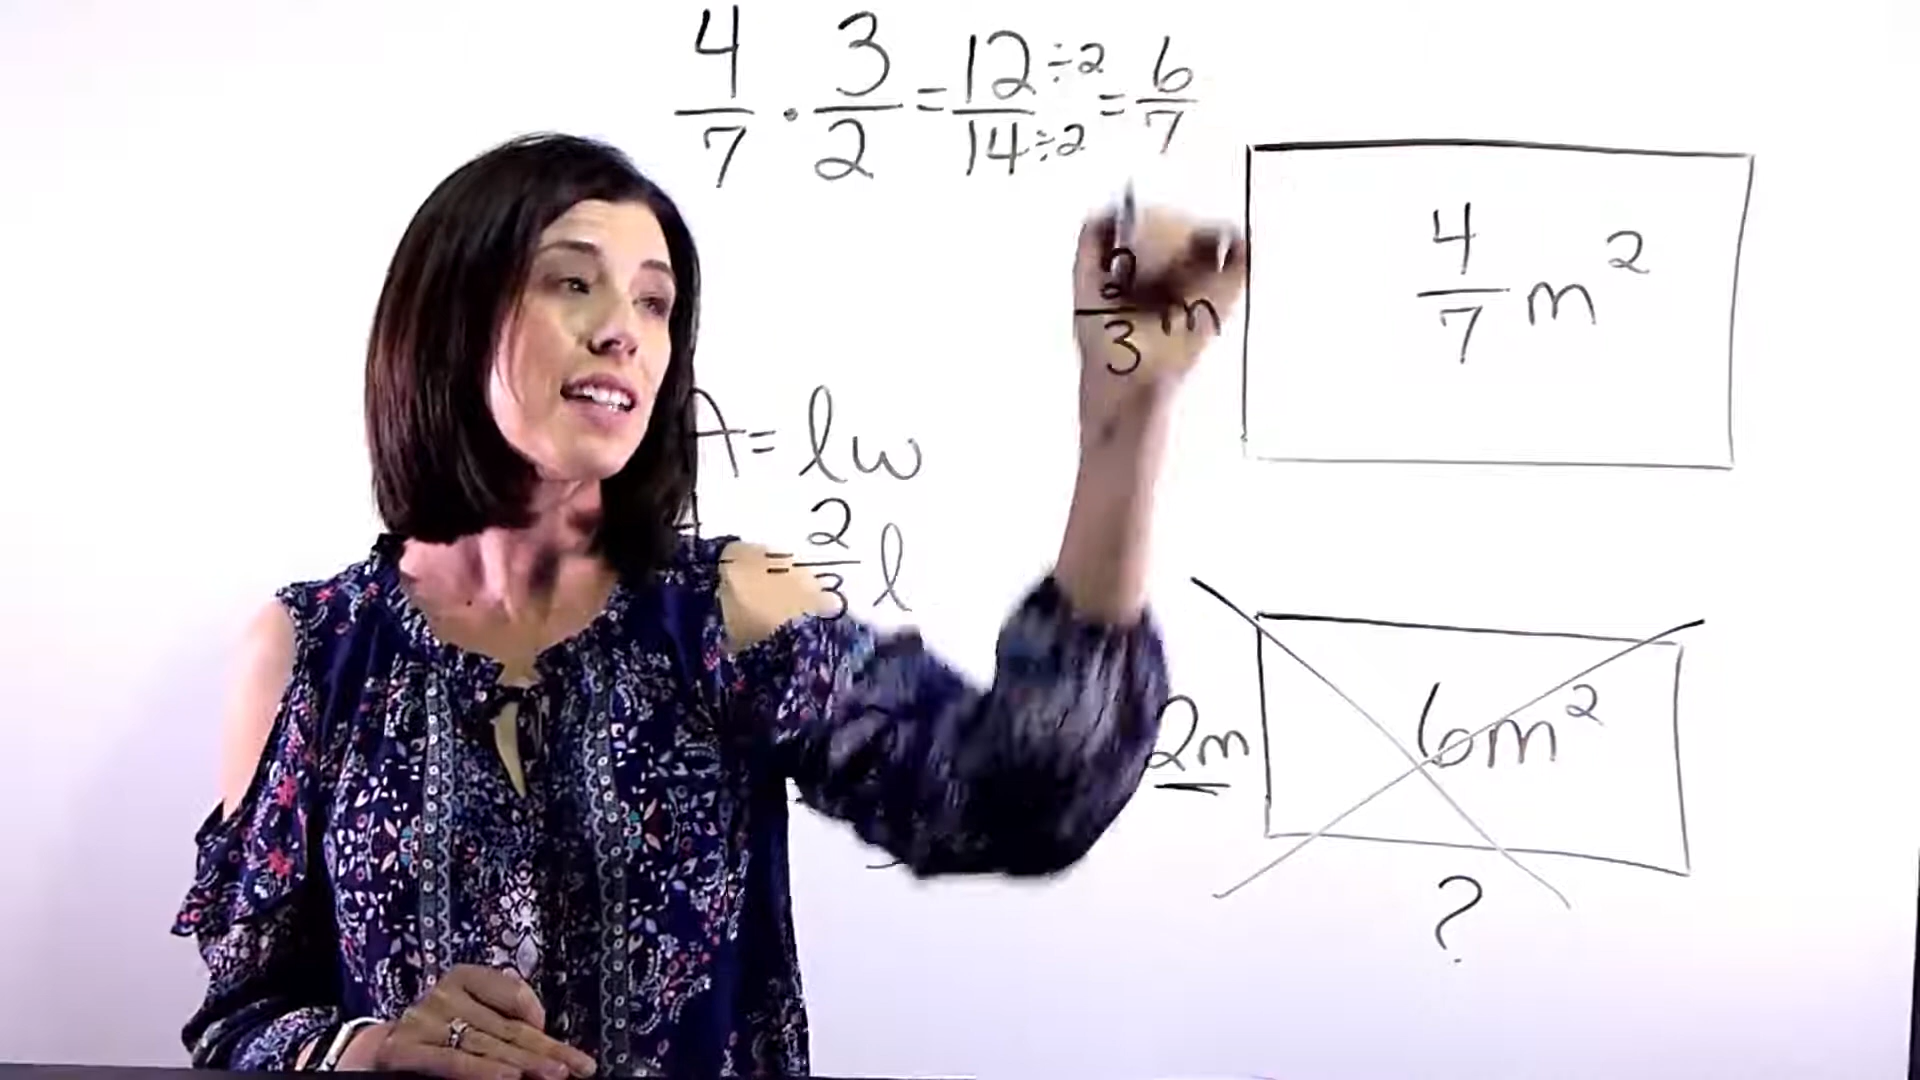 4/7 · 3/2 = 12÷2/14÷2 = 6/7
4/7 m²
2/3 m
A = lw
= 2/3 l
2m
6m²
?